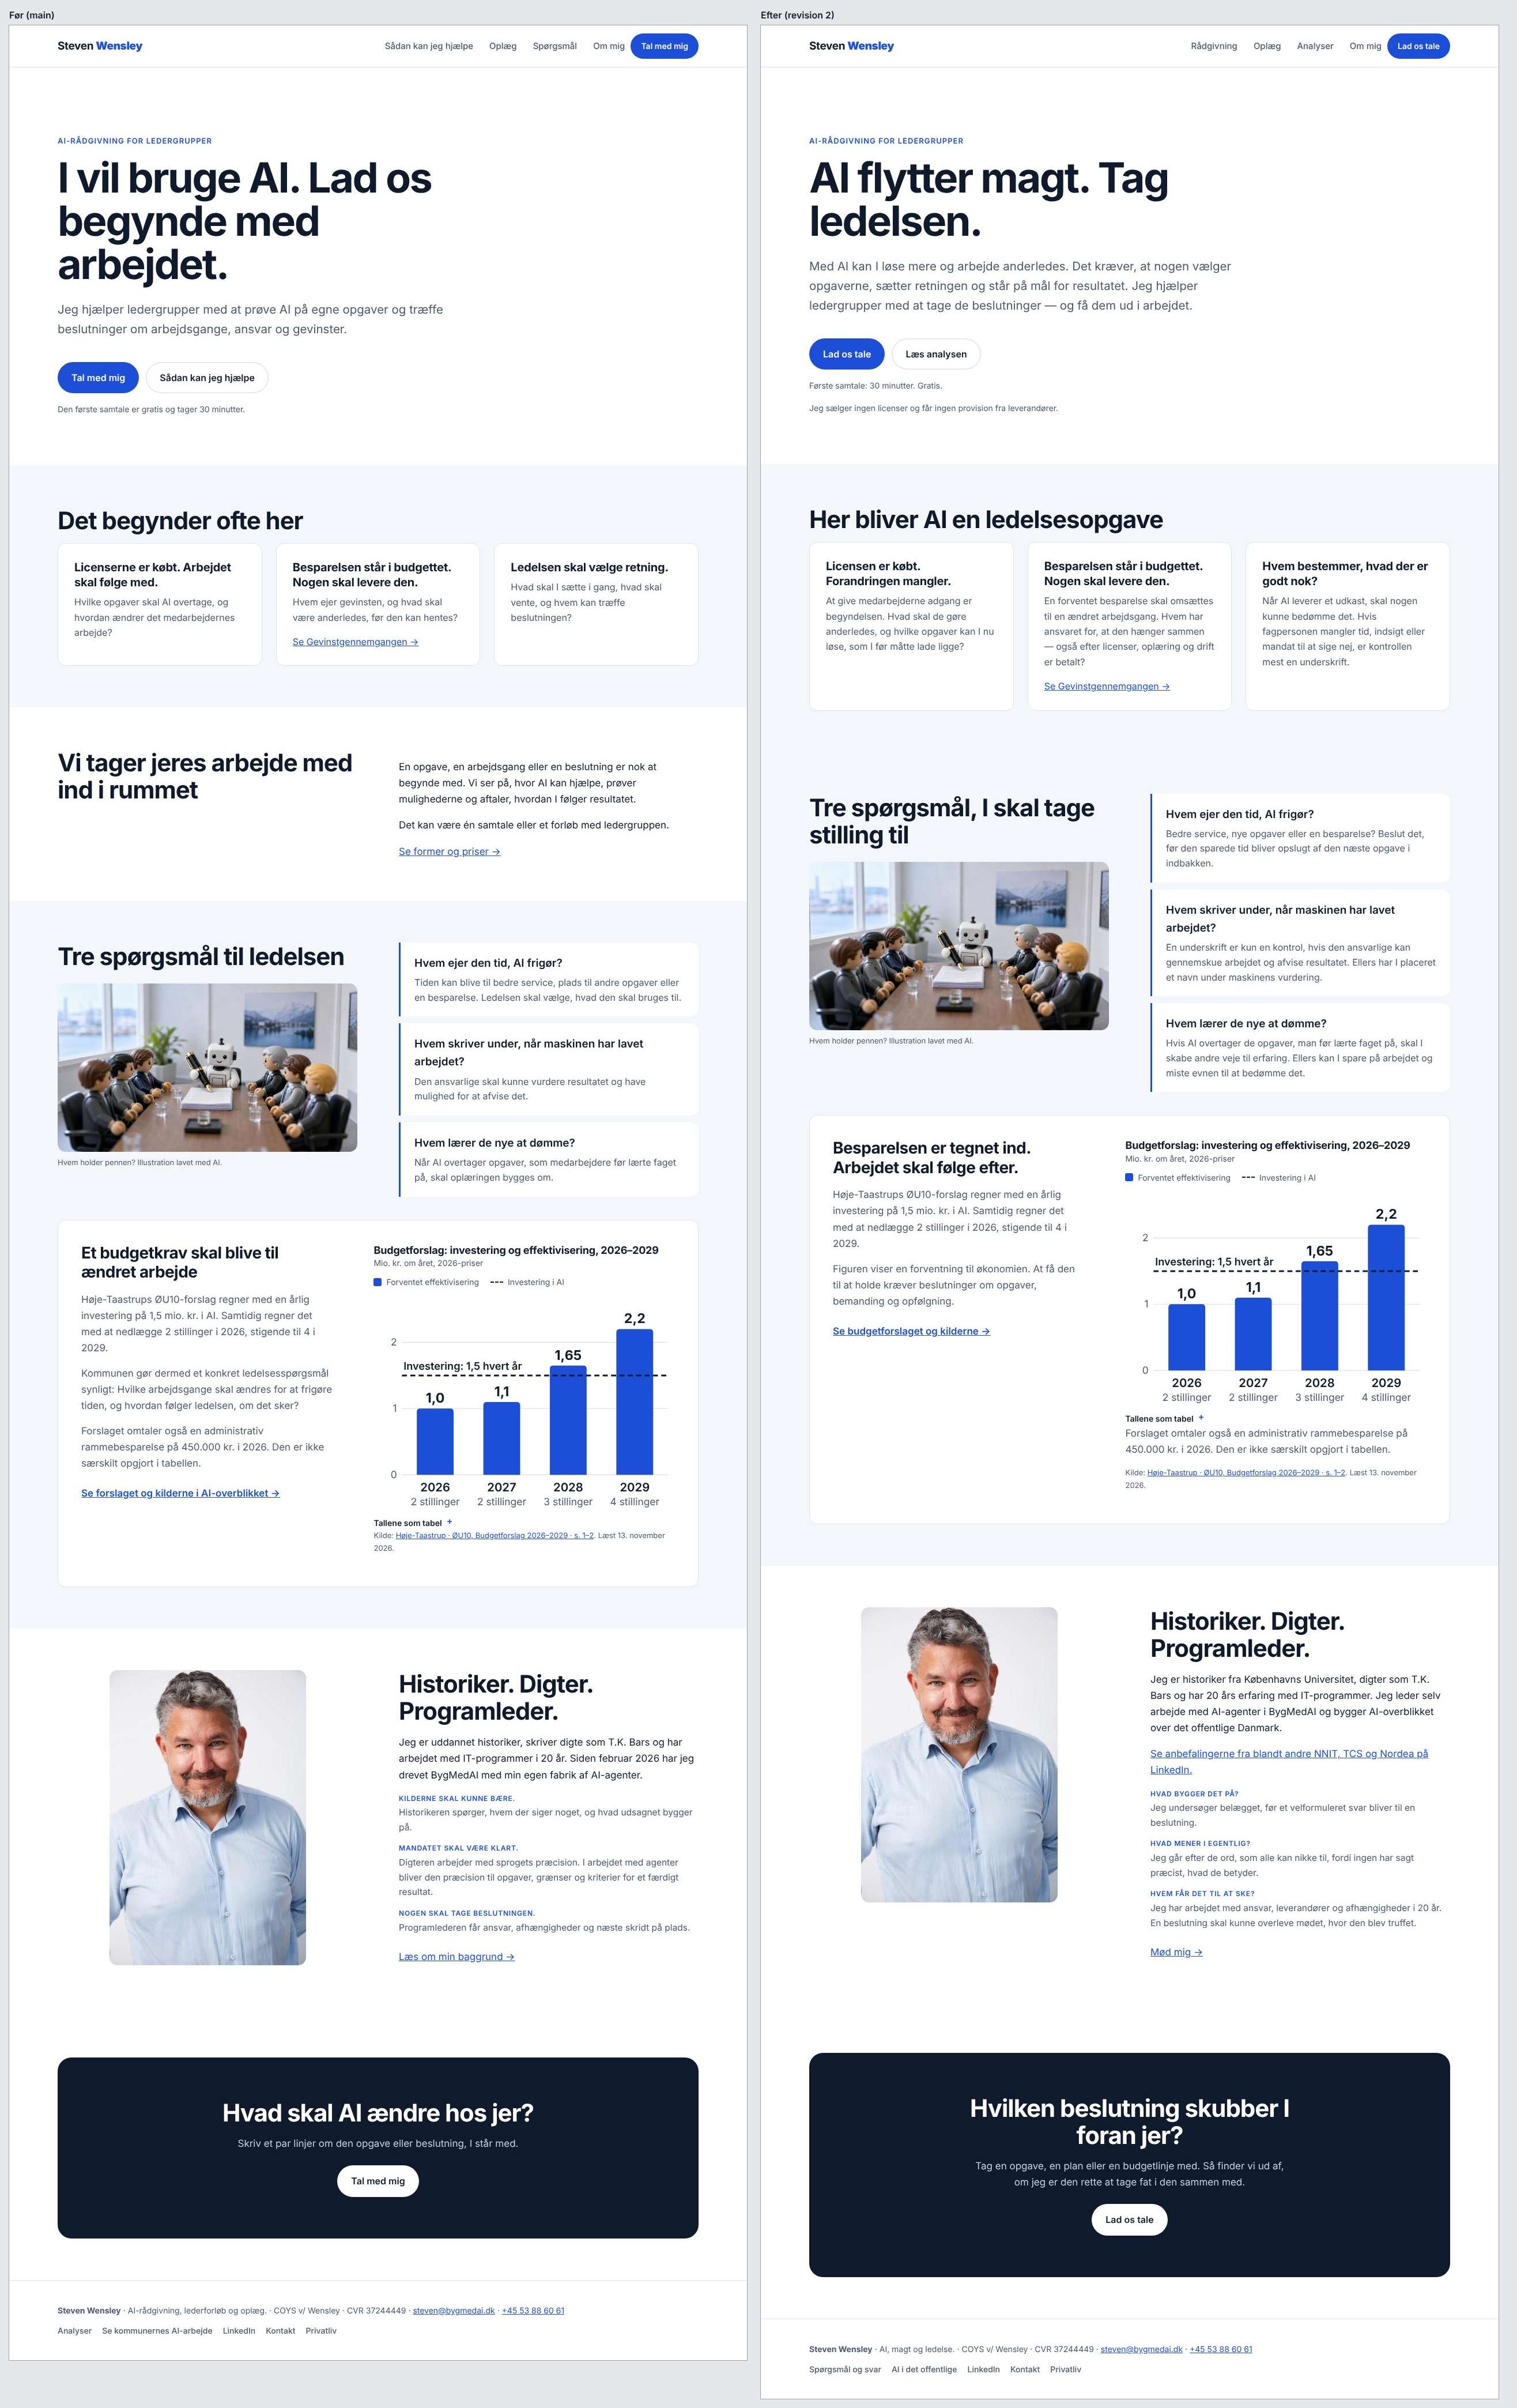 Før (main)
Steven Wensley
Sådan kan jeg hjælpe
Oplæg
Spørgsmål
Om mig
Tal med mig
AI-RÅDGIVNING FOR LEDERGRUPPER
I vil bruge AI. Lad os
begynde med
arbejdet.
Jeg hjælper ledergrupper med at prøve AI på egne opgaver og træffe
beslutninger om arbejdsgange, ansvar og gevinster.
Tal med mig
Sådan kan jeg hjælpe
Den første samtale er gratis og tager 30 minutter.
Det begynder ofte her
Licenserne er købt. Arbejdet
skal følge med.
Hvilke opgaver skal AI overtage, og
hvordan ændrer det medarbejdernes
arbejde?
Besparelsen står i budgettet.
Nogen skal levere den.
Hvem ejer gevinsten, og hvad skal
være anderledes, før den kan hentes?
Se Gevinstgennemgangen →
Ledelsen skal vælge retning.
Hvad skal I sætte i gang, hvad skal
vente, og hvem kan træffe
beslutningen?
Vi tager jeres arbejde med
ind i rummet
En opgave, en arbejdsgang eller en beslutning er nok at
begynde med. Vi ser på, hvor AI kan hjælpe, prøver
mulighederne og aftaler, hvordan I følger resultatet.
Det kan være én samtale eller et forløb med ledergruppen.
Se former og priser →
Tre spørgsmål til ledelsen
Hvem holder pennen? Illustration lavet med AI.
Hvem ejer den tid, AI frigør?
Tiden kan blive til bedre service, plads til andre opgaver eller
en besparelse. Ledelsen skal vælge, hvad den skal bruges til.
Hvem skriver under, når maskinen har lavet
arbejdet?
Den ansvarlige skal kunne vurdere resultatet og have
mulighed for at afvise det.
Hvem lærer de nye at dømme?
Når AI overtager opgaver, som medarbejdere før lærte faget
på, skal oplæringen bygges om.
Et budgetkrav skal blive til
ændret arbejde
Høje-Taastrups ØU10-forslag regner med en årlig
investering på 1,5 mio. kr. i AI. Samtidig regner det
med at nedlægge 2 stillinger i 2026, stigende til 4 i
2029.
Kommunen gør dermed et konkret ledelsesspørgsmål
synligt: Hvilke arbejdsgange skal ændres for at frigøre
tiden, og hvordan følger ledelsen, om det sker?
Forslaget omtaler også en administrativ
rammebesparelse på 450.000 kr. i 2026. Den er ikke
særskilt opgjort i tabellen.
Se forslaget og kilderne i AI-overblikket →
Budgetforslag: investering og effektivisering, 2026–2029
Mio. kr. om året, 2026-priser
Forventet effektivisering
Investering i AI
2
1
0
Investering: 1,5 hvert år
1,0
1,1
1,65
2,2
2026
2027
2028
2029
2 stillinger
2 stillinger
3 stillinger
4 stillinger
Tallene som tabel +
Kilde: Høje-Taastrup · ØU10, Budgetforslag 2026–2029 · s. 1–2. Læst 13. november
2026.
Historiker. Digter.
Programleder.
Jeg er uddannet historiker, skriver digte som T.K. Bars og har
arbejdet med IT-programmer i 20 år. Siden februar 2026 har jeg
drevet BygMedAI med min egen fabrik af AI-agenter.
KILDERNE SKAL KUNNE BÆRE.
Historikeren spørger, hvem der siger noget, og hvad udsagnet bygger
på.
MANDATET SKAL VÆRE KLART.
Digteren arbejder med sprogets præcision. I arbejdet med agenter
bliver den præcision til opgaver, grænser og kriterier for et færdigt
resultat.
NOGEN SKAL TAGE BESLUTNINGEN.
Programlederen får ansvar, afhængigheder og næste skridt på plads.
Læs om min baggrund →
Hvad skal AI ændre hos jer?
Skriv et par linjer om den opgave eller beslutning, I står med.
Tal med mig
Steven Wensley · AI-rådgivning, lederforløb og oplæg. · COYS v/ Wensley · CVR 37244449 · steven@bygmedai.dk · +45 53 88 60 61
Analyser
Se kommunernes AI-arbejde
LinkedIn
Kontakt
Privatliv
Efter (revision 2)
Steven Wensley
Rådgivning
Oplæg
Analyser
Om mig
Lad os tale
AI-RÅDGIVNING FOR LEDERGRUPPER
AI flytter magt. Tag
ledelsen.
Med AI kan I løse mere og arbejde anderledes. Det kræver, at nogen vælger
opgaverne, sætter retningen og står på mål for resultatet. Jeg hjælper
ledergrupper med at tage de beslutninger — og få dem ud i arbejdet.
Lad os tale
Læs analysen
Første samtale: 30 minutter. Gratis.
Jeg sælger ingen licenser og får ingen provision fra leverandører.
Her bliver AI en ledelsesopgave
Licensen er købt.
Forandringen mangler.
At give medarbejderne adgang er
begyndelsen. Hvad skal de gøre
anderledes, og hvilke opgaver kan I nu
løse, som I før måtte lade ligge?
Besparelsen står i budgettet.
Nogen skal levere den.
En forventet besparelse skal omsættes
til en ændret arbejdsgang. Hvem har
ansvaret for, at den hænger sammen
— også efter licenser, oplæring og drift
er betalt?
Se Gevinstgennemgangen →
Hvem bestemmer, hvad der er
godt nok?
Når AI leverer et udkast, skal nogen
kunne bedømme det. Hvis
fagpersonen mangler tid, indsigt eller
mandat til at sige nej, er kontrollen
mest en underskrift.
Tre spørgsmål, I skal tage
stilling til
Hvem holder pennen? Illustration lavet med AI.
Hvem ejer den tid, AI frigør?
Bedre service, nye opgaver eller en besparelse? Beslut det,
før den sparede tid bliver opslugt af den næste opgave i
indbakken.
Hvem skriver under, når maskinen har lavet
arbejdet?
En underskrift er kun en kontrol, hvis den ansvarlige kan
gennemskue arbejdet og afvise resultatet. Ellers har I placeret
et navn under maskinens vurdering.
Hvem lærer de nye at dømme?
Hvis AI overtager de opgaver, man før lærte faget på, skal I
skabe andre veje til erfaring. Ellers kan I spare på arbejdet og
miste evnen til at bedømme det.
Besparelsen er tegnet ind.
Arbejdet skal følge efter.
Høje-Taastrups ØU10-forslag regner med en årlig
investering på 1,5 mio. kr. i AI. Samtidig regner det
med at nedlægge 2 stillinger i 2026, stigende til 4 i
2029.
Figuren viser en forventning til økonomien. At få den
til at holde kræver beslutninger om opgaver,
bemanding og opfølgning.
Se budgetforslaget og kilderne →
Budgetforslag: investering og effektivisering, 2026–2029
Mio. kr. om året, 2026-priser
Forventet effektivisering
Investering i AI
2
1
0
Investering: 1,5 hvert år
1,0
1,1
1,65
2,2
2026
2027
2028
2029
2 stillinger
2 stillinger
3 stillinger
4 stillinger
Tallene som tabel +
Forslaget omtaler også en administrativ rammebesparelse på
450.000 kr. i 2026. Den er ikke særskilt opgjort i tabellen.
Kilde: Høje-Taastrup · ØU10, Budgetforslag 2026–2029 · s. 1–2. Læst 13. november
2026.
Historiker. Digter.
Programleder.
Jeg er historiker fra Københavns Universitet, digter som T.K.
Bars og har 20 års erfaring med IT-programmer. Jeg leder selv
arbejde med AI-agenter i BygMedAI og bygger AI-overblikket
over det offentlige Danmark.
Se anbefalingerne fra blandt andre NNIT, TCS og Nordea på
LinkedIn.
HVAD BYGGER DET PÅ?
Jeg undersøger belægget, før et velformuleret svar bliver til en
beslutning.
HVAD MENER I EGENTLIG?
Jeg går efter de ord, som alle kan nikke til, fordi ingen har sagt
præcist, hvad de betyder.
HVEM FÅR DET TIL AT SKE?
Jeg har arbejdet med ansvar, leverandører og afhængigheder i 20 år.
En beslutning skal kunne overleve mødet, hvor den blev truffet.
Mød mig →
Hvilken beslutning skubber I
foran jer?
Tag en opgave, en plan eller en budgetlinje med. Så finder vi ud af,
om jeg er den rette at tage fat i den sammen med.
Lad os tale
Steven Wensley · AI, magt og ledelse. · COYS v/ Wensley · CVR 37244449 · steven@bygmedai.dk · +45 53 88 60 61
Spørgsmål og svar
AI i det offentlige
LinkedIn
Kontakt
Privatliv